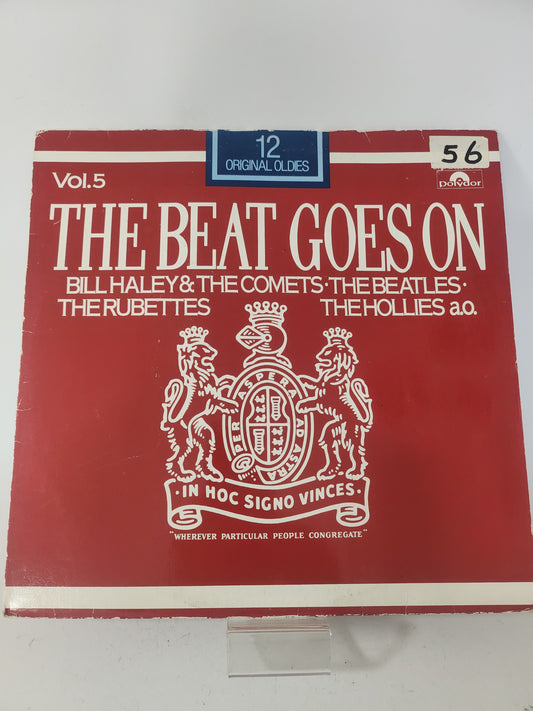 12
ORIGINAL OLDIES
56
Vol.5
polydor
THE BEAT GOES ON
BILL HALEY & THE COMETS · THE BEATLES ·
THE RUBETTES THE HOLLIES a.o.
PER ASPERA AD ASTRA
· IN HOC SIGNO VINCES ·
"WHEREVER PARTICULAR PEOPLE CONGREGATE"